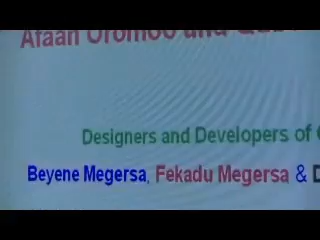 Afaan Oromoo and
Designers and Developers of
Beyene Megersa, Fekadu Megersa &